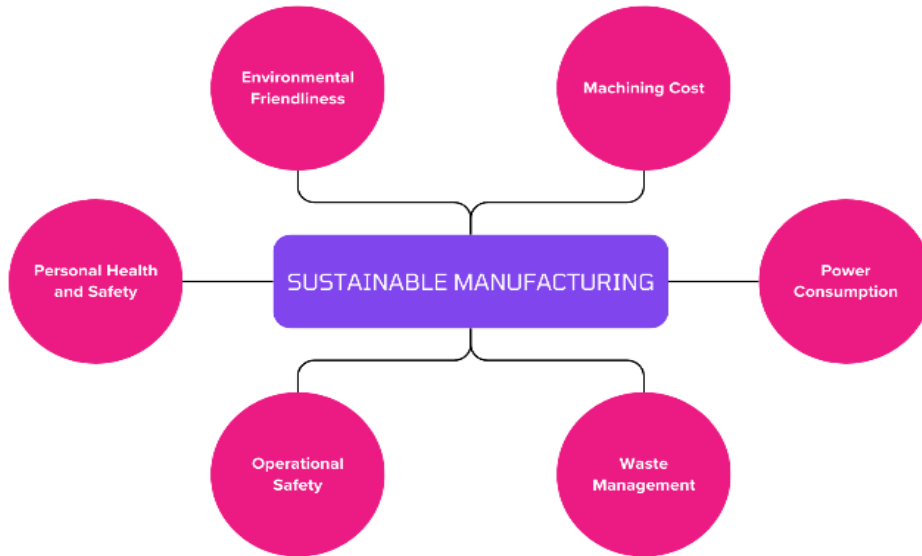 Environmental
Friendliness
Machining Cost
Personal Health
and Safety
SUSTAINABLE MANUFACTURING
Power
Consumption
Operational
Safety
Waste
Management